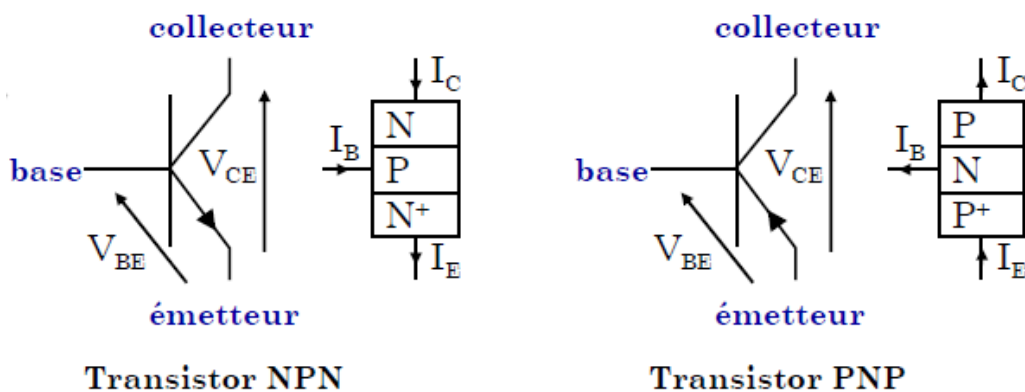 collecteur
collecteur
I_C
I_C
N
P
I_B
I_B
base
V_CE
P
base
V_CE
N
N⁺
P⁺
V_BE
V_BE
I_E
I_E
émetteur
émetteur
Transistor NPN
Transistor PNP